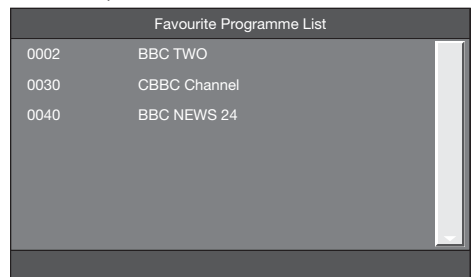 Favourite Programme List
0002 BBC TWO
0030 CBBC Channel
0040 BBC NEWS 24